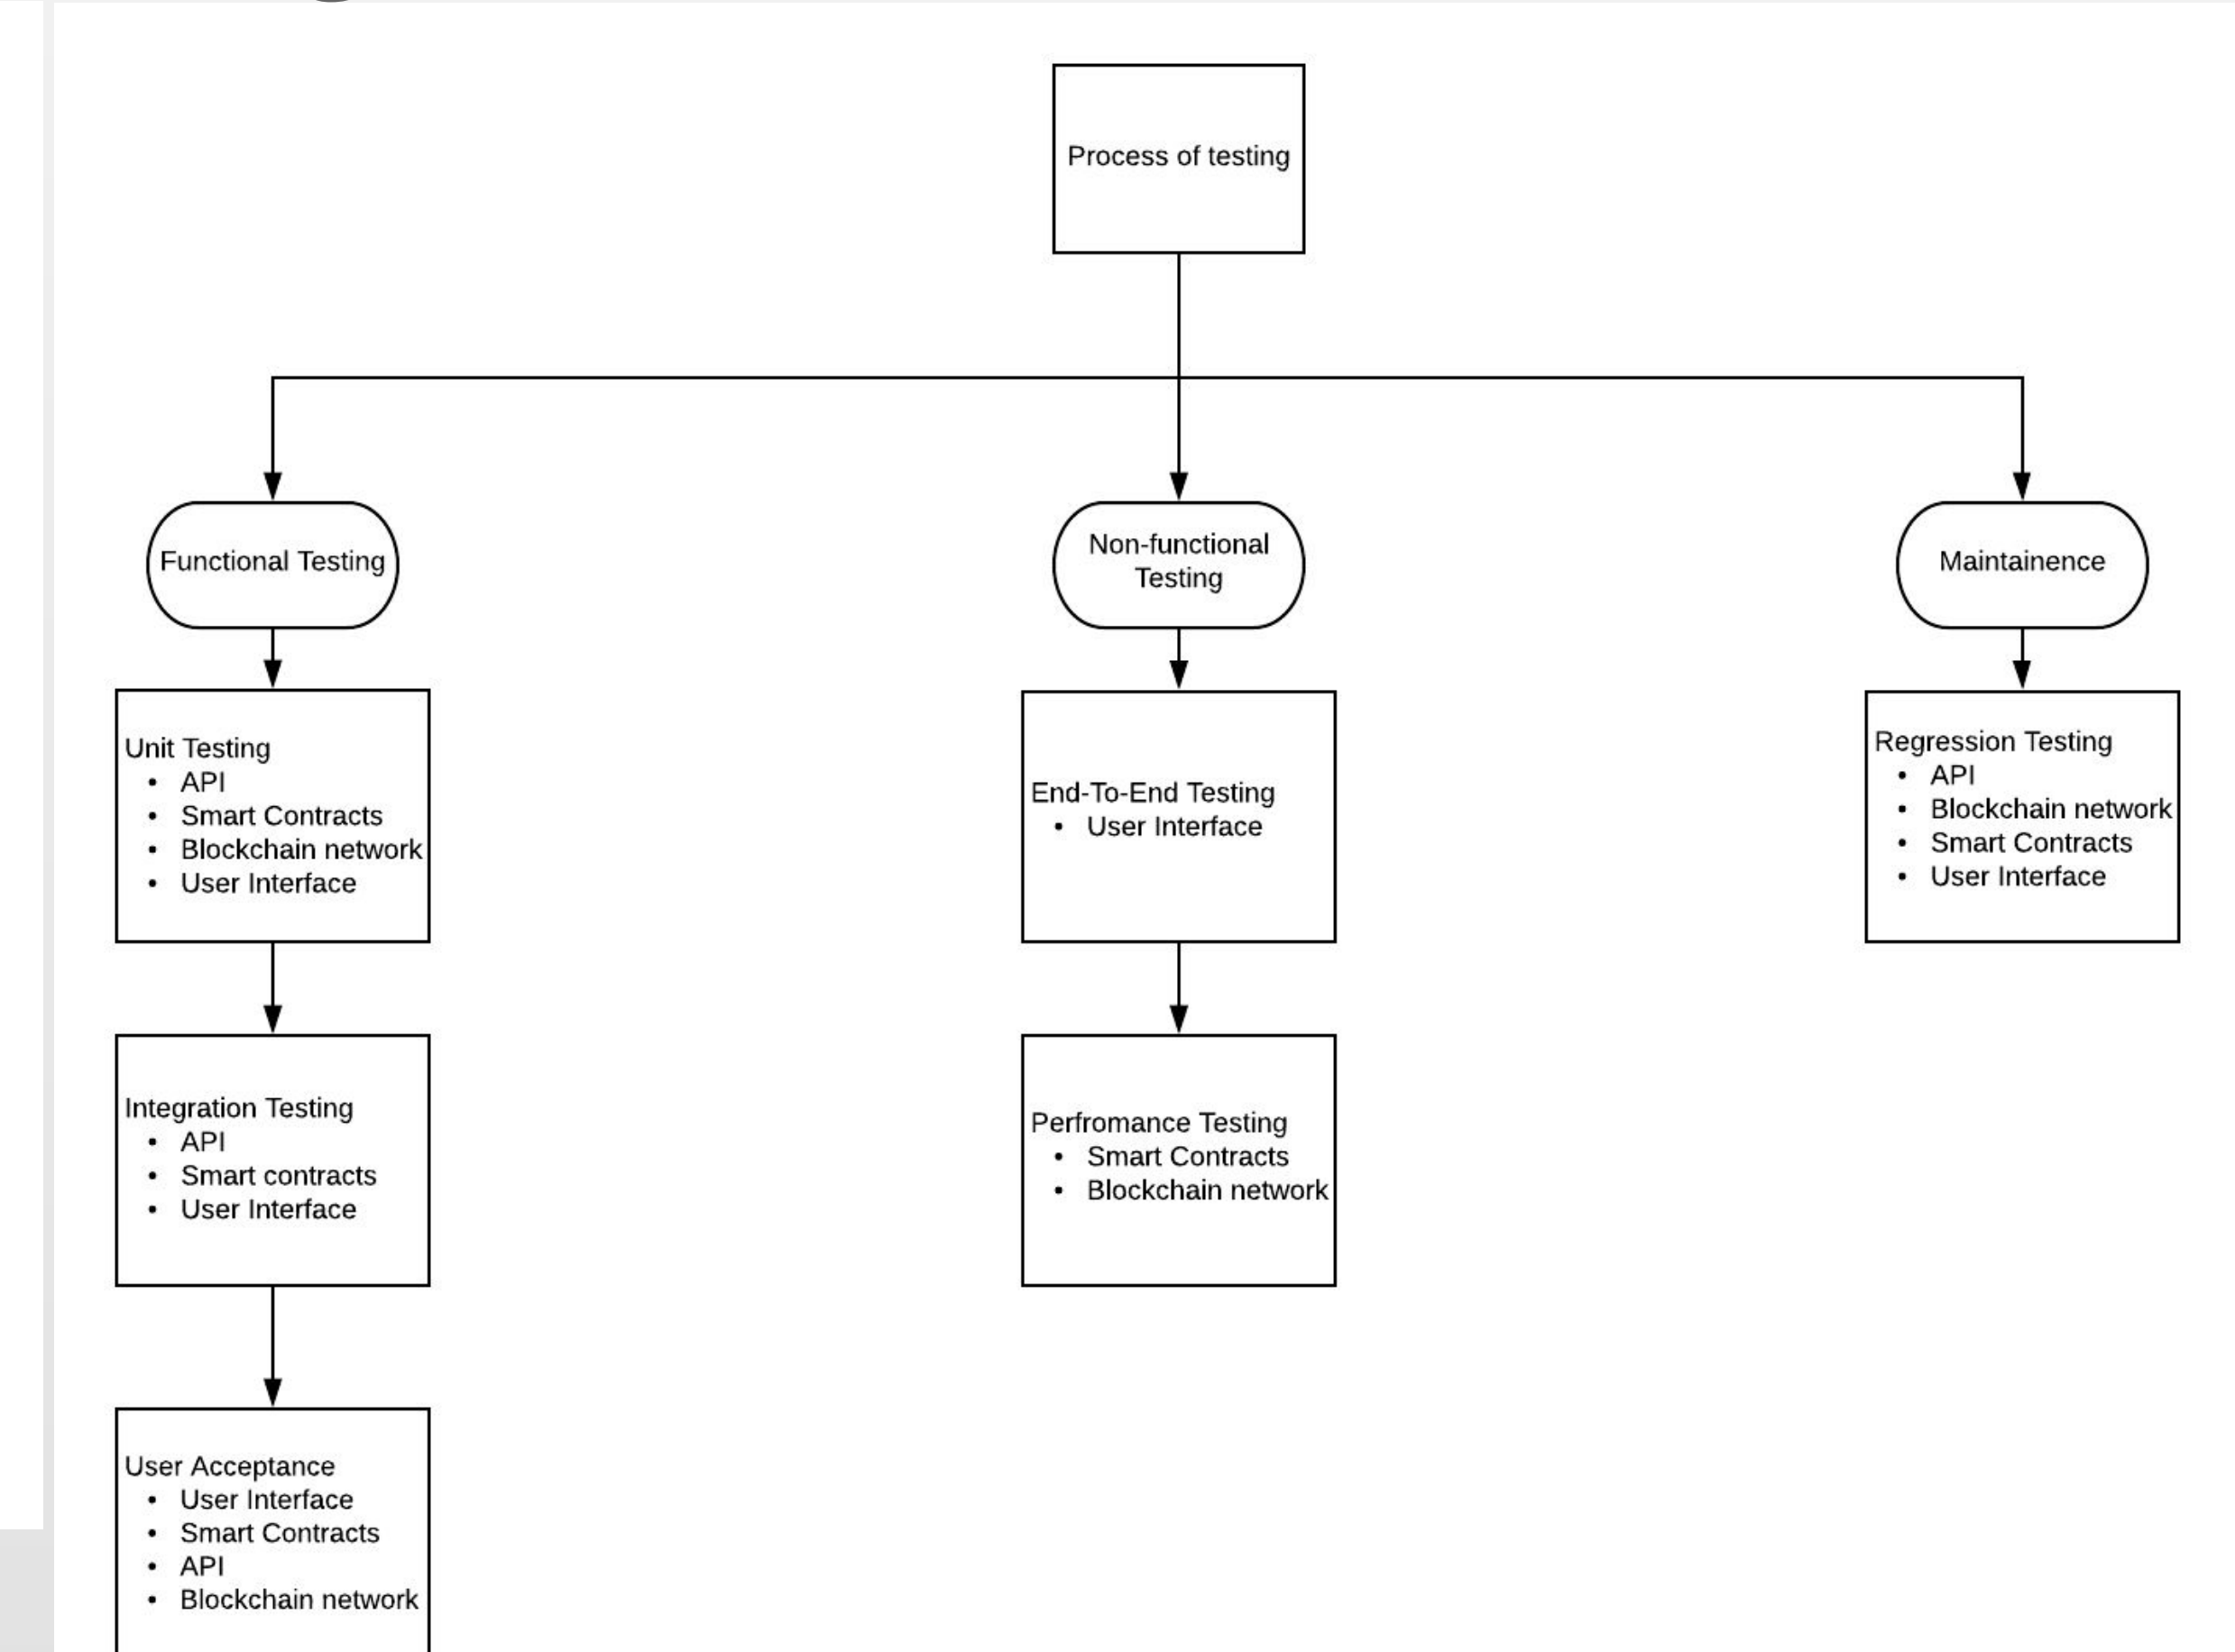 Process of testing
Functional Testing
Non-functional
Testing
Maintainence
Unit Testing
• API
• Smart Contracts
• Blockchain network
• User Interface
End-To-End Testing
• User Interface
Regression Testing
• API
• Blockchain network
• Smart Contracts
• User Interface
Integration Testing
• API
• Smart contracts
• User Interface
Perfromance Testing
• Smart Contracts
• Blockchain network
User Acceptance
• User Interface
• Smart Contracts
• API
• Blockchain network